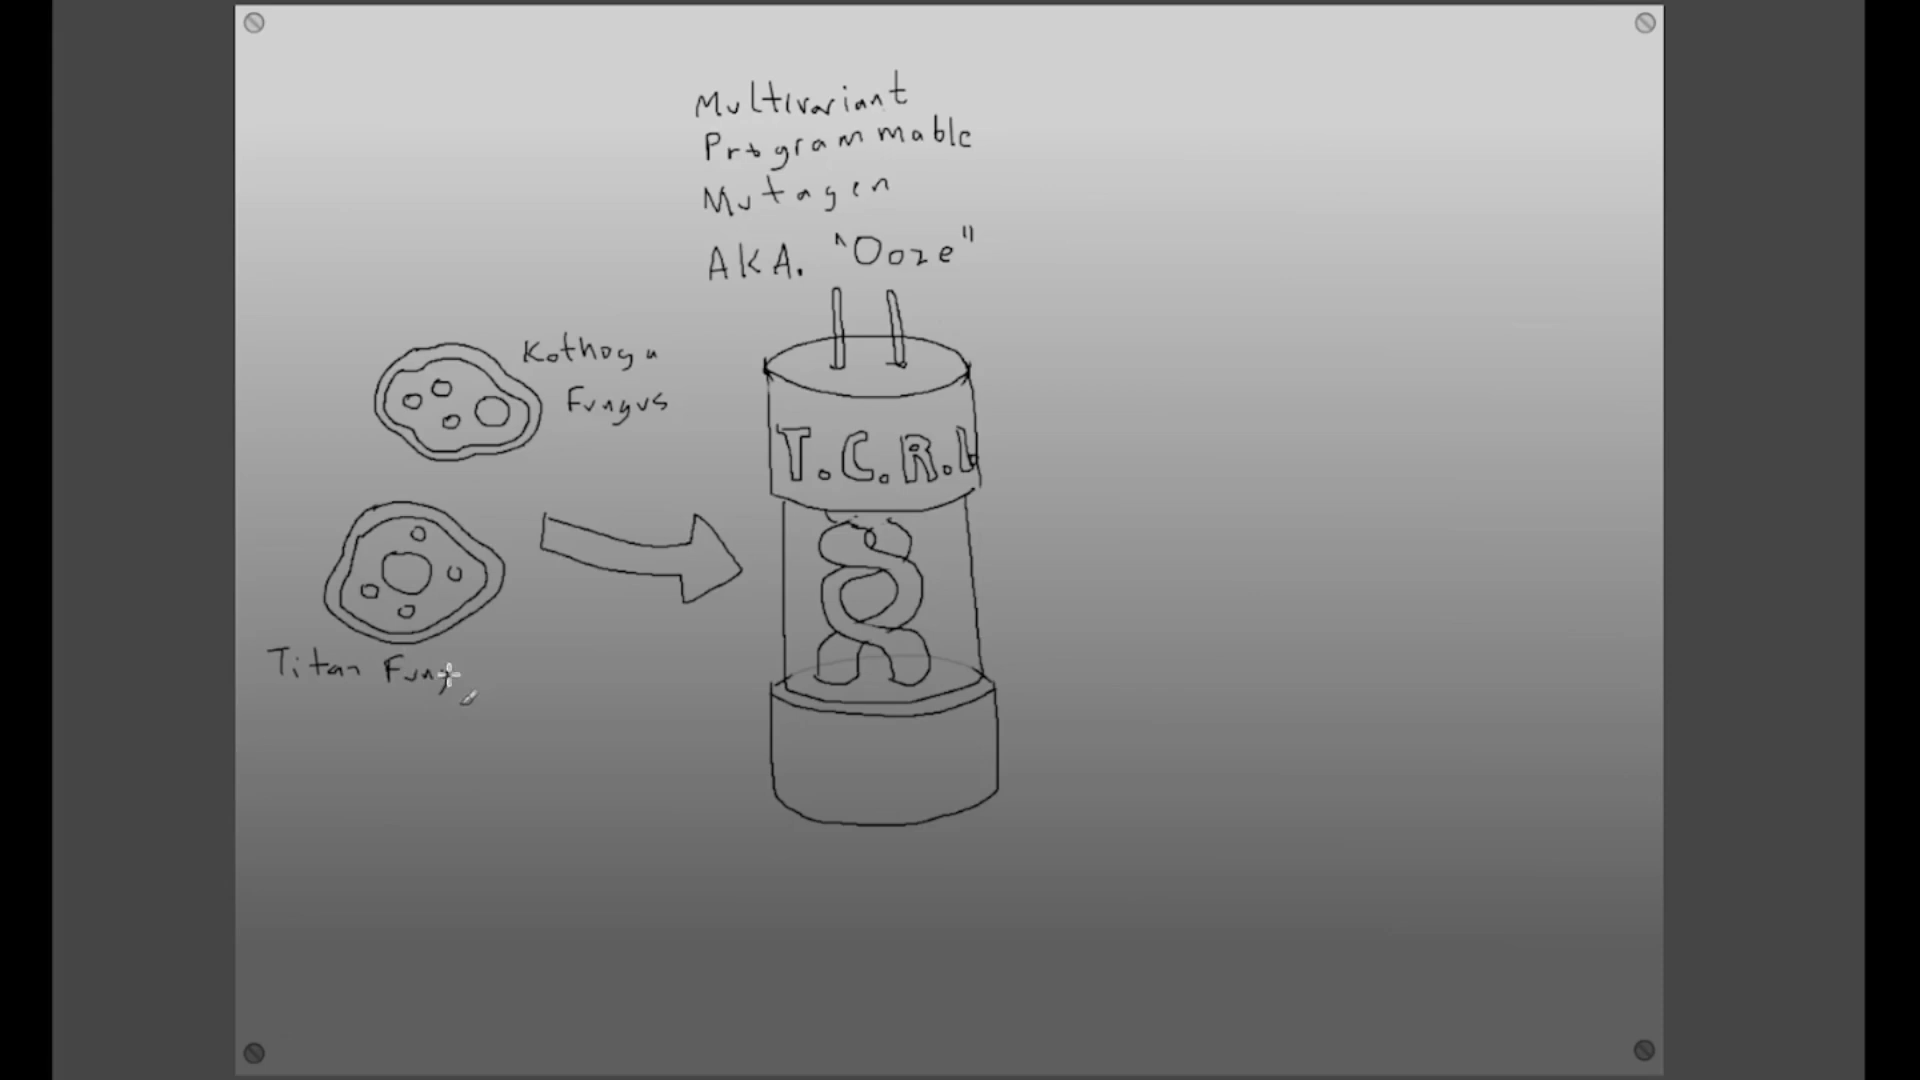 Multivariant
Programmable
Mutagen
AKA. "Ooze"
Kothoga
Fungus
T.C.R.I
Titan Fung